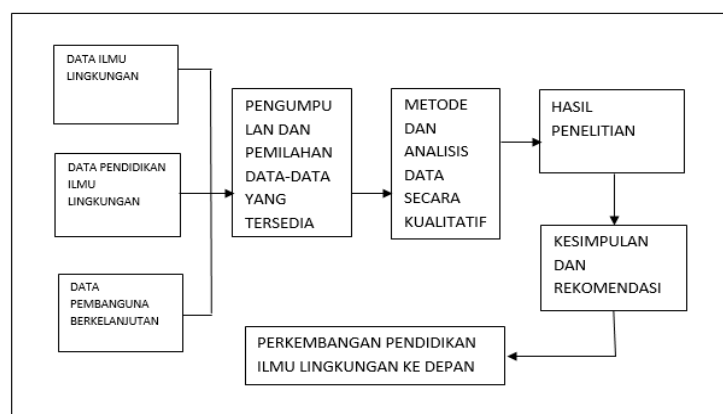 DATA ILMU
LINGKUNGAN
DATA PENDIDIKAN
ILMU
LINGKUNGAN
DATA
PEMBANGUNA
BERKELANJUTAN
PENGUMPU
LAN DAN
PEMILAHAN
DATA-DATA
YANG
TERSEDIA
METODE
DAN
ANALISIS
DATA
SECARA
KUALITATIF
HASIL
PENELITIAN
KESIMPULAN
DAN
REKOMENDASI
PERKEMBANGAN PENDIDIKAN
ILMU LINGKUNGAN KE DEPAN